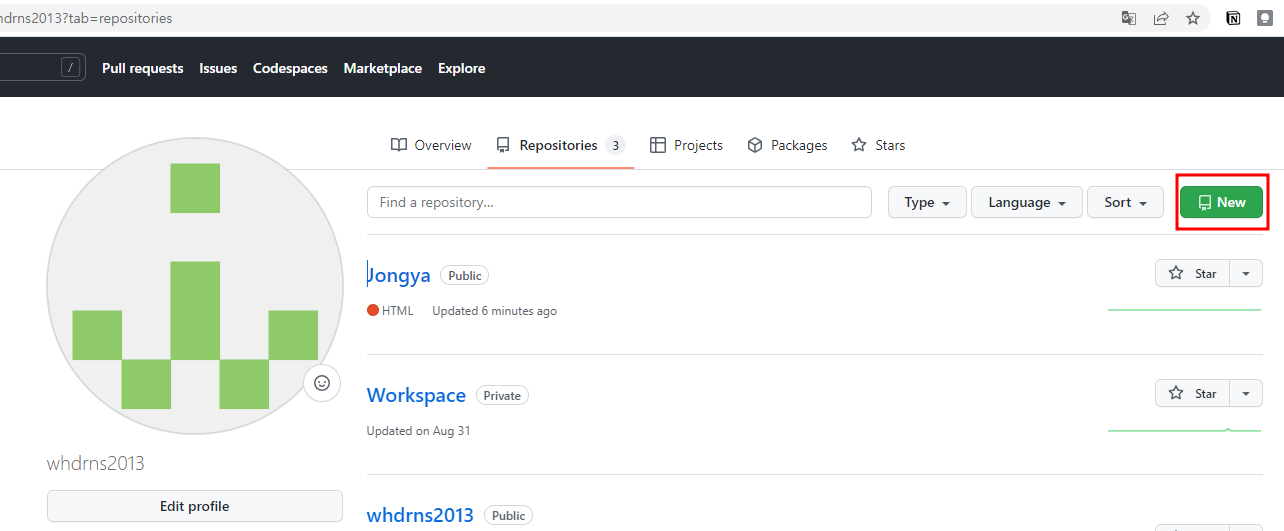 hdrns2013?tab=repositories
/ Pull requests Issues Codespaces Marketplace Explore
Overview Repositories 3 Projects Packages Stars
Find a repository... Type Language Sort New
Jongya Public Star
HTML Updated 6 minutes ago
Workspace Private Star
Updated on Aug 31
whdrns2013
Edit profile
whdrns2013 Public